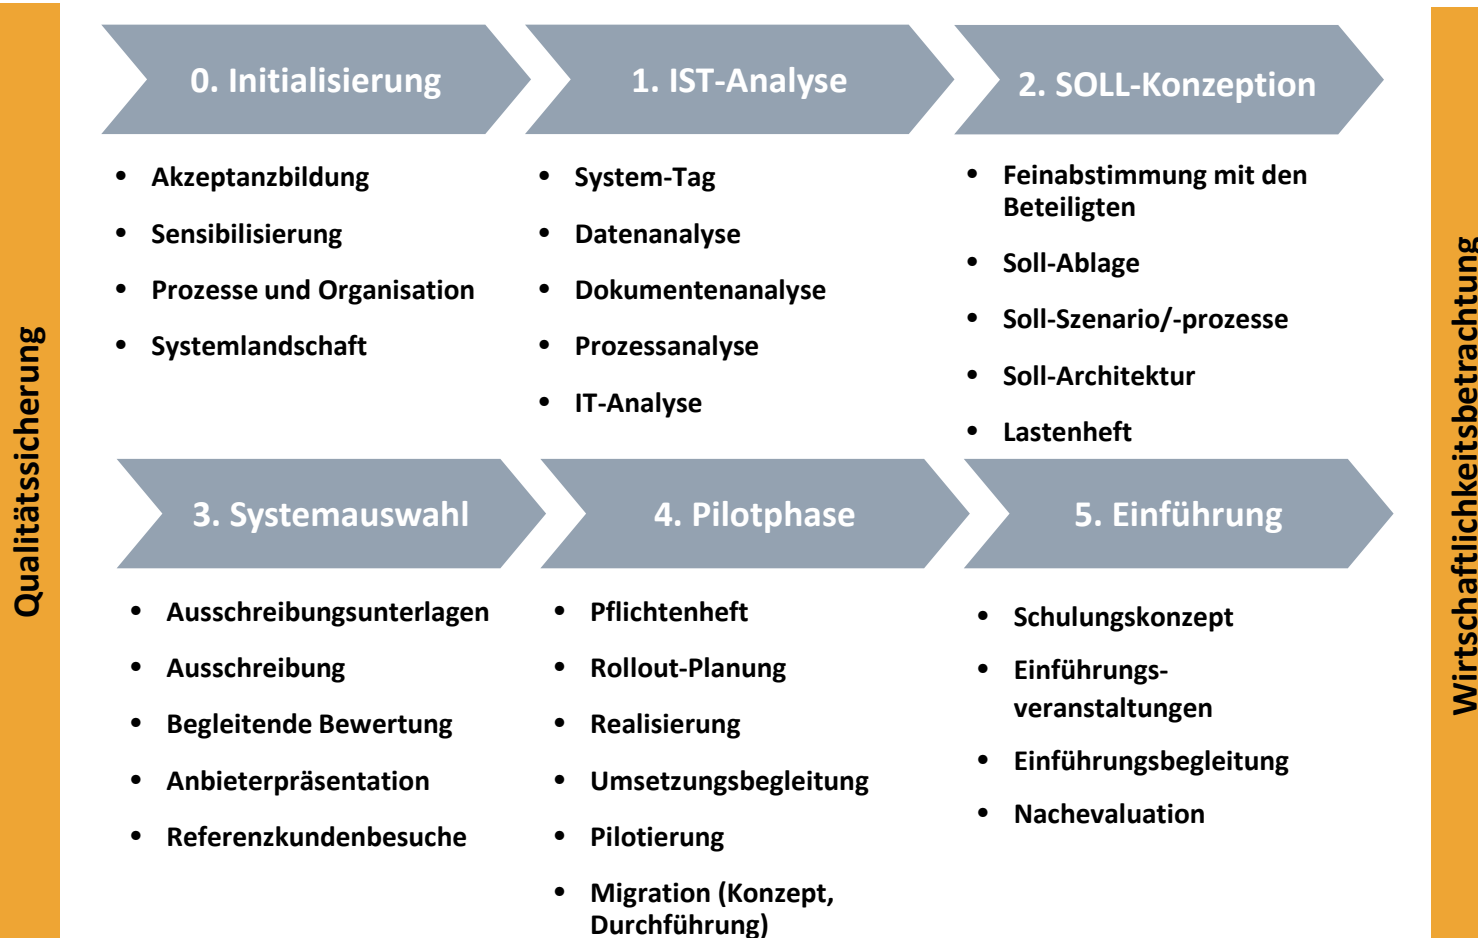 Qualitätssicherung
0. Initialisierung
• Akzeptanzbildung
• Sensibilisierung
• Prozesse und Organisation
• Systemlandschaft
1. IST-Analyse
• System-Tag
• Datenanalyse
• Dokumentenanalyse
• Prozessanalyse
• IT-Analyse
2. SOLL-Konzeption
• Feinabstimmung mit den
Beteiligten
• Soll-Ablage
• Soll-Szenario/-prozesse
• Soll-Architektur
• Lastenheft
3. Systemauswahl
• Ausschreibungsunterlagen
• Ausschreibung
• Begleitende Bewertung
• Anbieterpräsentation
• Referenzkundenbesuche
4. Pilotphase
• Pflichtenheft
• Rollout-Planung
• Realisierung
• Umsetzungsbegleitung
• Pilotierung
• Migration (Konzept,
Durchführung)
5. Einführung
• Schulungskonzept
• Einführungs-
veranstaltungen
• Einführungsbegleitung
• Nachevaluation
Wirtschaftlichkeitsbetrachtung